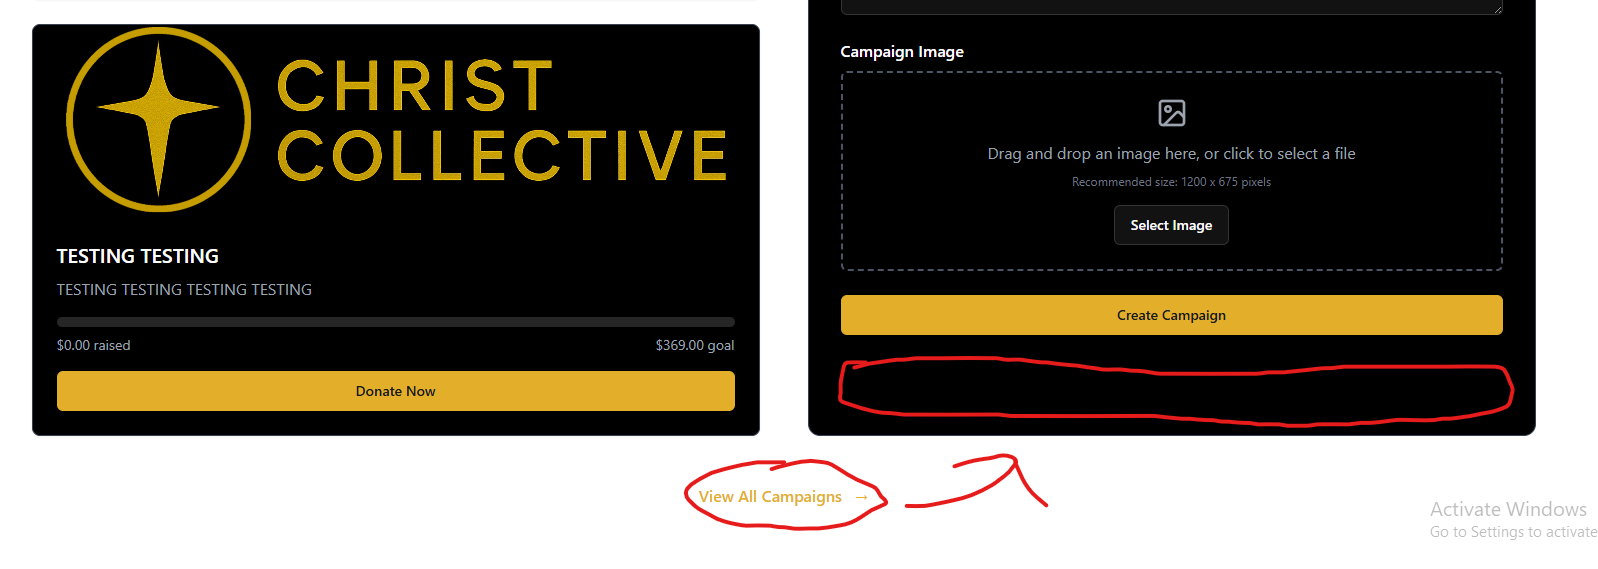 CHRIST
COLLECTIVE
TESTING TESTING
TESTING TESTING TESTING TESTING
$0.00 raised
$369.00 goal
Donate Now
Campaign Image
Drag and drop an image here, or click to select a file
Recommended size: 1200 x 675 pixels
Select Image
Create Campaign
View All Campaigns →
Activate Windows
Go to Settings to activate